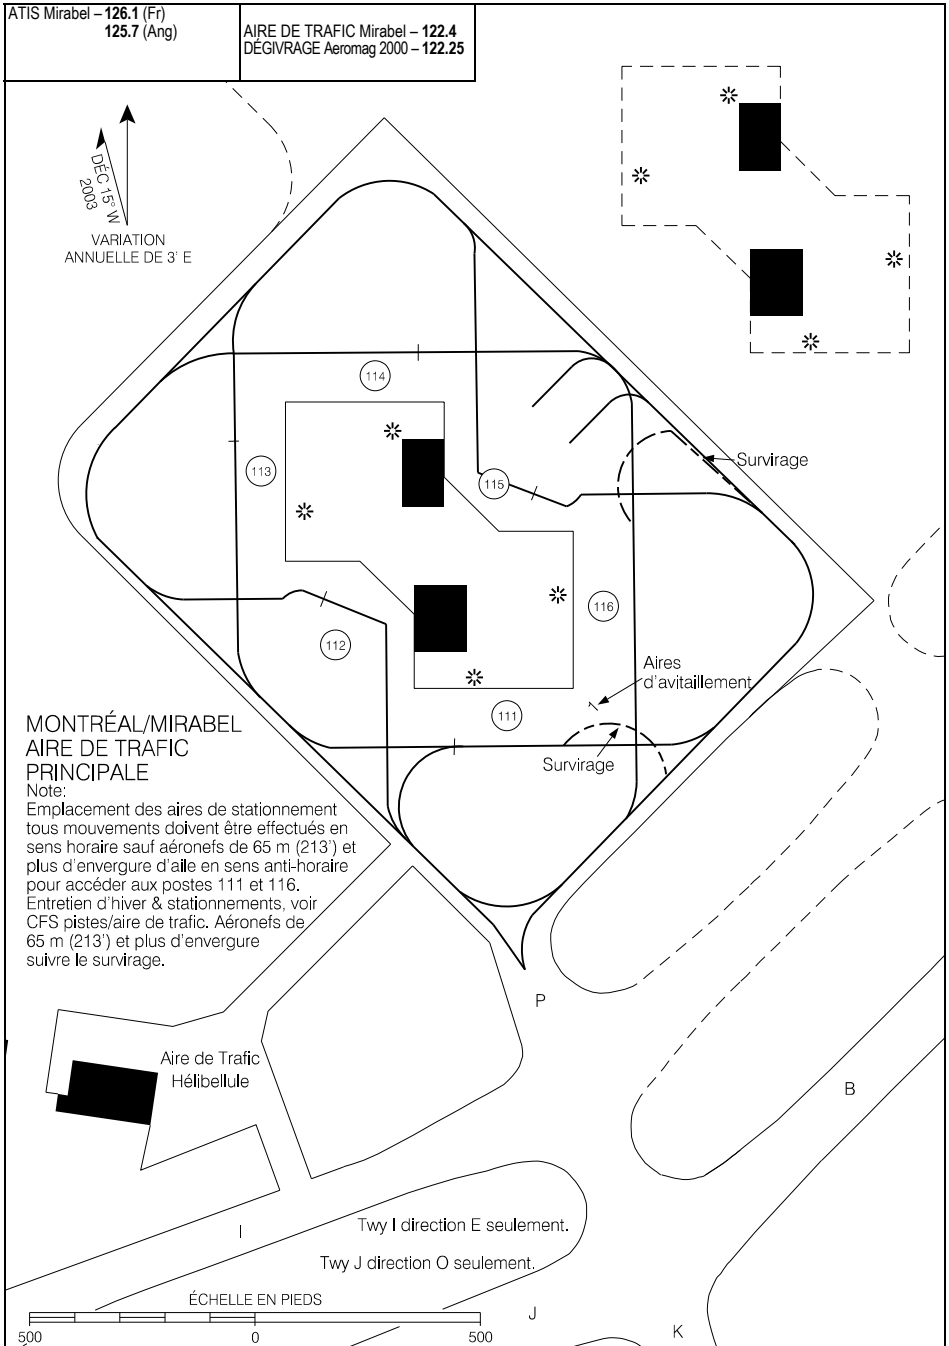 ATIS Mirabel – 126.1 (Fr)
125.7 (Ang)
AIRE DE TRAFIC Mirabel – 122.4
DÉGIVRAGE Aeromag 2000 – 122.25
DÉC 15° W
2003
VARIATION
ANNUELLE DE 3' E
114
113
115
Survirage
116
112
Aires
d'avitaillement
111
Survirage
MONTRÉAL/MIRABEL
AIRE DE TRAFIC
PRINCIPALE
Note:
Emplacement des aires de stationnement
tous mouvements doivent être effectués en
sens horaire sauf aéronefs de 65 m (213') et
plus d'envergure d'aile en sens anti-horaire
pour accéder aux postes 111 et 116.
Entretien d'hiver & stationnements, voir
CFS pistes/aire de trafic. Aéronefs de
65 m (213') et plus d'envergure
suivre le survirage.
P
Aire de Trafic
Hélibellule
B
I
Twy I direction E seulement.
Twy J direction O seulement.
ÉCHELLE EN PIEDS
500 0 500
J
K